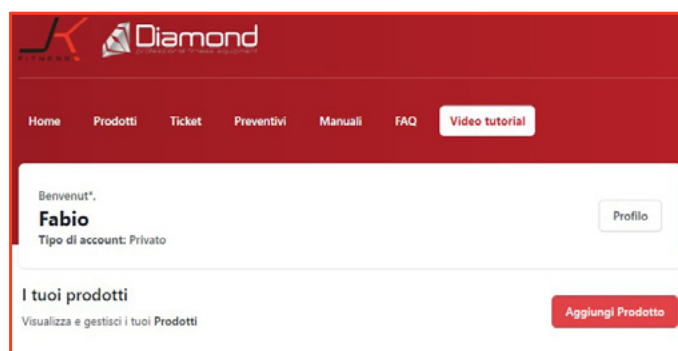 JK
FITNESS
Diamond
professional fitness equipment
Home Prodotti Ticket Preventivi Manuali FAQ Video tutorial
Benvenut*,
Fabio
Profilo
Tipo di account: Privato
I tuoi prodotti
Aggiungi Prodotto
Visualizza e gestisci i tuoi Prodotti